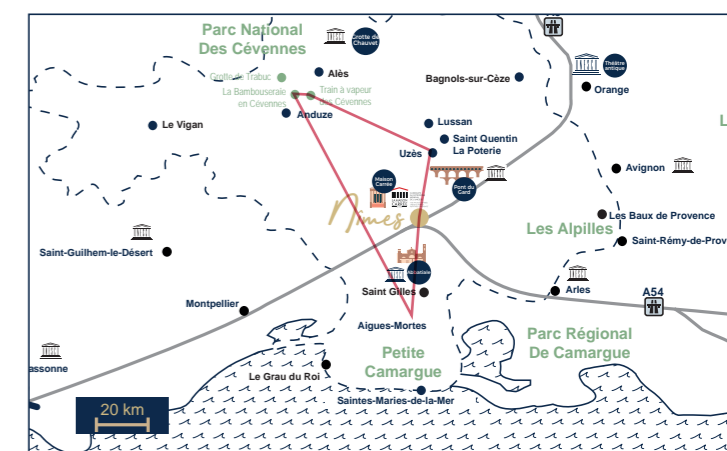 Parc National
Des Cévennes
Grotte de
Chauvet
Théâtre
antique
Orange
Grotte de Trabuc
Alès
Bagnols-sur-Cèze
La Bambouseraie
en Cévennes
Train à vapeur
des Cévennes
Anduze
Le Vigan
Lussan
Saint Quentin
La Poterie
Uzès
Maison
Carrée
Pont du
Gard
Avignon
Nîmes
Les Baux de Provence
Les Alpilles
Saint-Rémy-de-Prov
Saint-Guilhem-le-Désert
Abbatiale
Saint Gilles
Arles
A54
Montpellier
Aigues-Mortes
Parc Régional
De Camargue
Petite
Camargue
assonne
Le Grau du Roi
Saintes-Maries-de-la-Mer
20 km